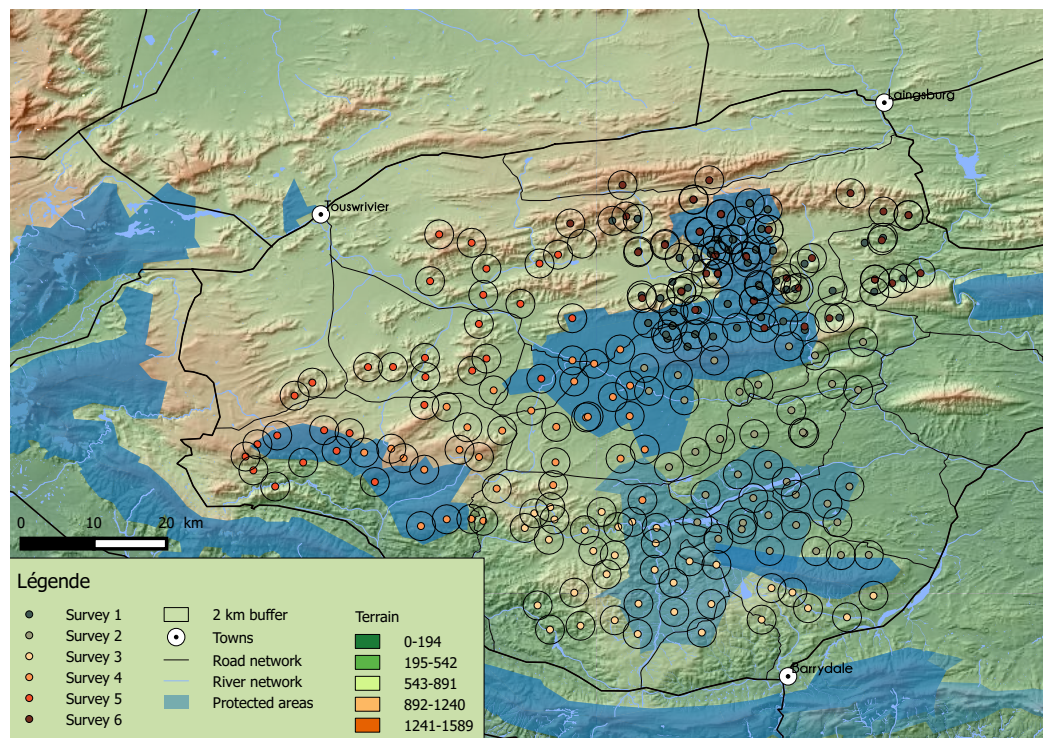 Laingsburg
Touswrivier
0 10 20 km
Légende
Survey 1
Survey 2
Survey 3
Survey 4
Survey 5
Survey 6
2 km buffer
Towns
Road network
River network
Protected areas
Terrain
0-194
195-542
543-891
892-1240
1241-1589
Barrydale